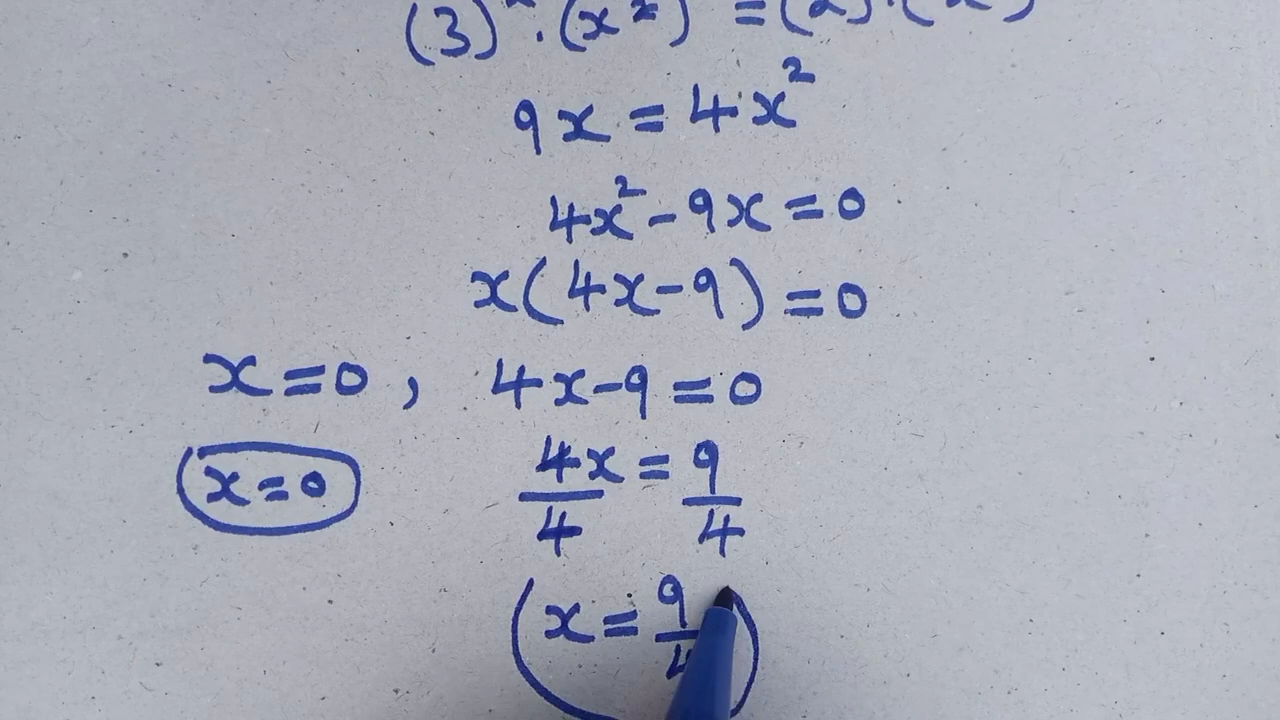 9x = 4x²
4x² - 9x = 0
x(4x - 9) = 0
x = 0, 4x - 9 = 0
x = 0
4x/4 = 9/4
x = 9/4